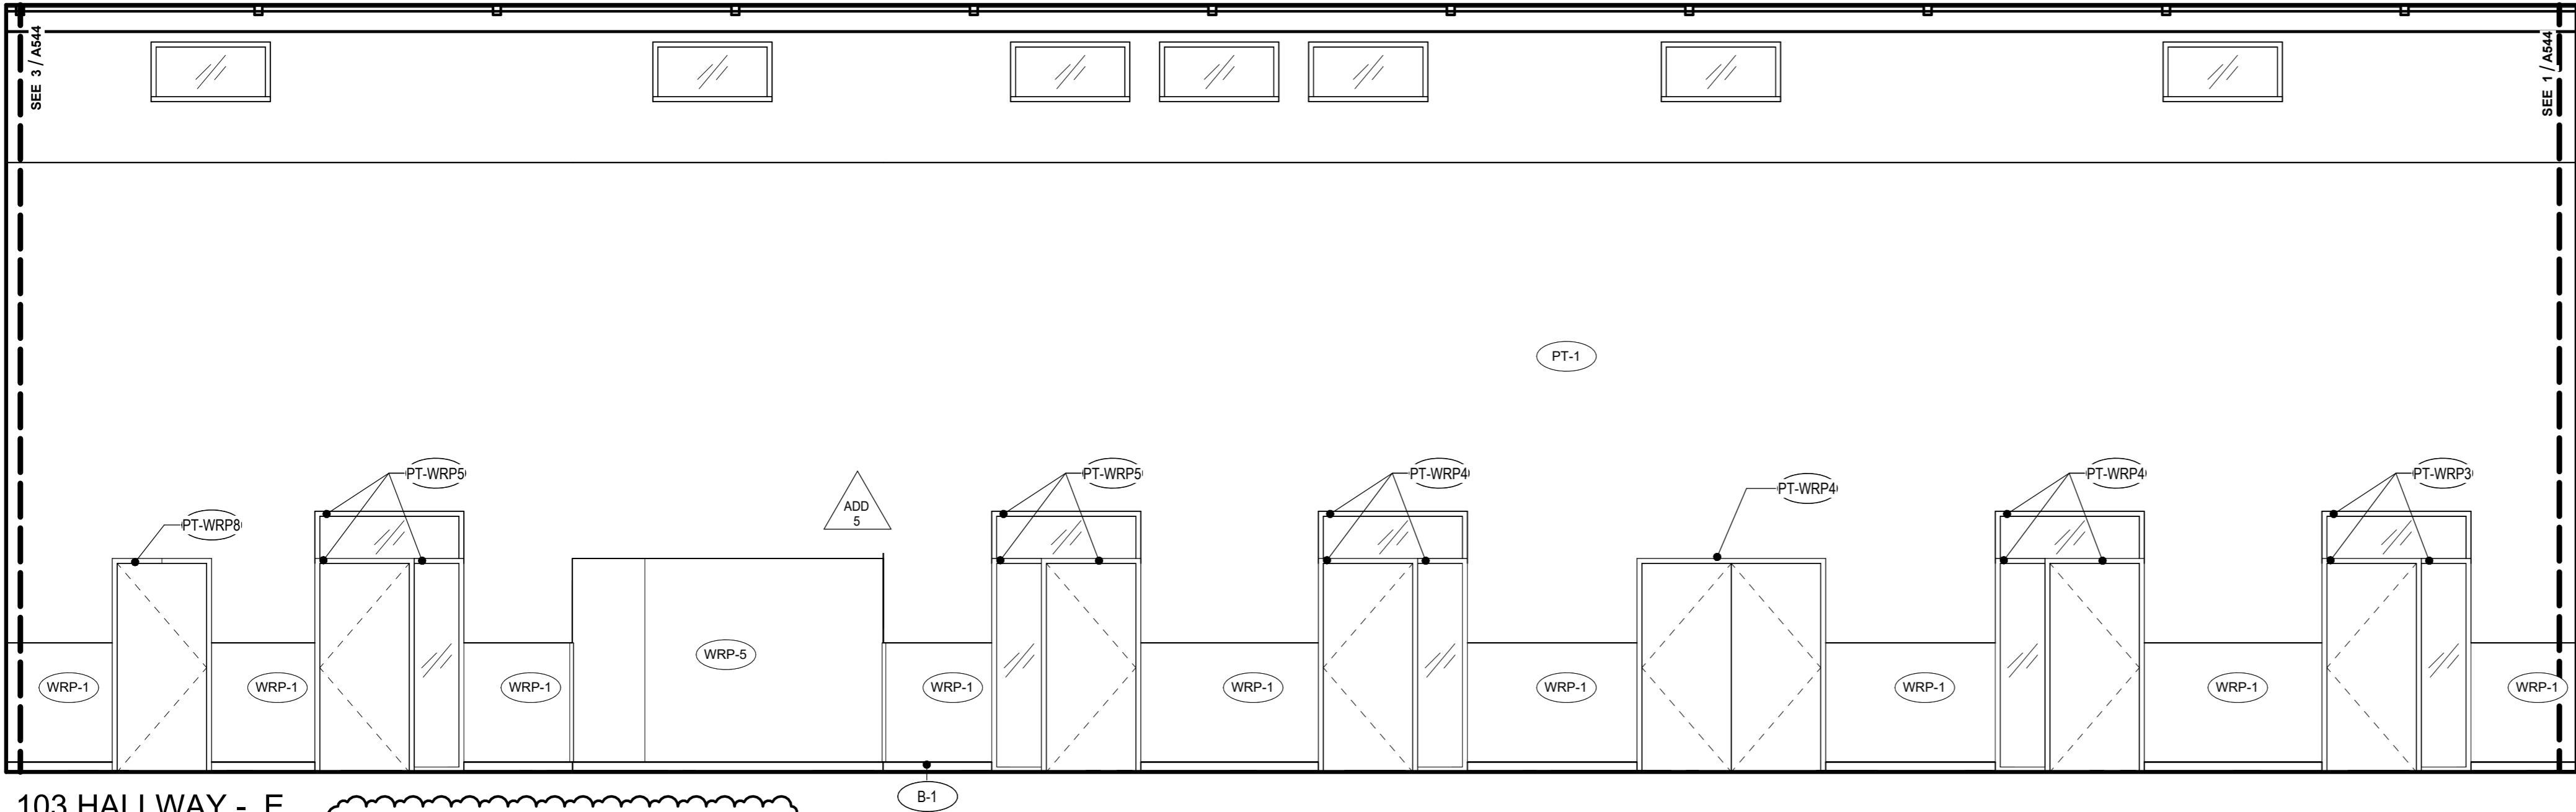 SEE 3 / A544
SEE 1 / A544
PT-1
PT-WRP5
PT-WRP5
PT-WRP4
PT-WRP4
PT-WRP4
PT-WRP3
PT-WRP8
ADD
5
WRP-5
WRP-1
WRP-1
WRP-1
WRP-1
WRP-1
WRP-1
WRP-1
WRP-1
WRP-1
B-1
103 HALLWAY - E